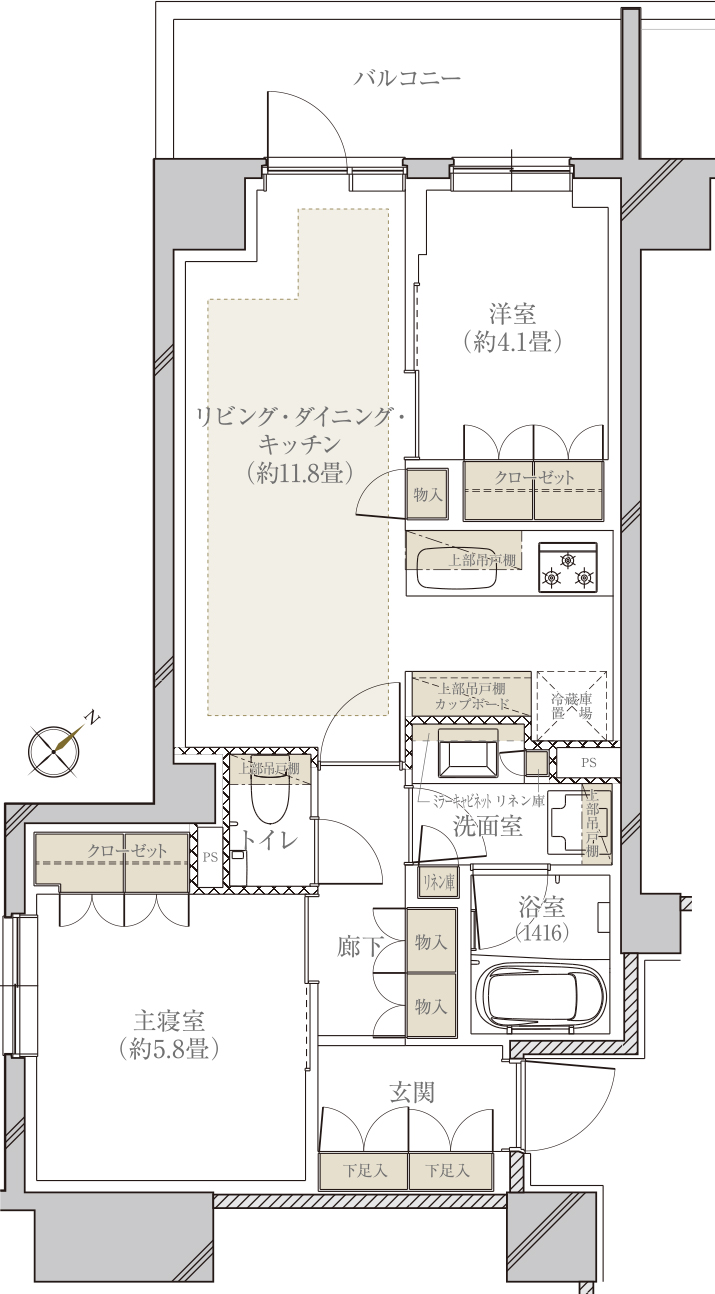 バルコニー
洋室
（約4.1畳）
リビング・ダイニング・
キッチン
（約11.8畳）
物入
クローゼット
上部吊戸棚
上部吊戸棚
カップボード
冷蔵庫
置場
PS
N
上部吊戸棚
ミラーキャビネット
リネン庫
洗面室
上部吊戸棚
トイレ
クローゼット
PS
リネン庫
浴室
（1416）
廊下
物入
物入
主寝室
（約5.8畳）
玄関
下足入
下足入